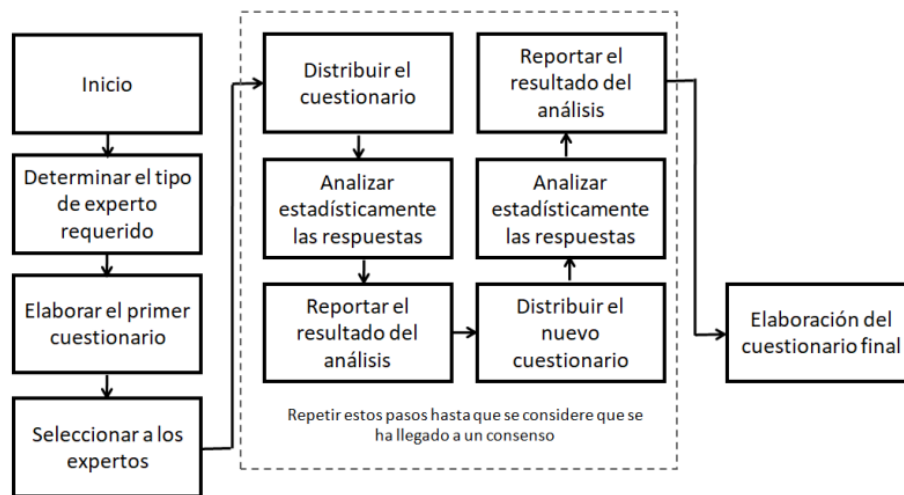 Inicio
Determinar el tipo
de experto
requerido
Elaborar el primer
cuestionario
Seleccionar a los
expertos
Distribuir el
cuestionario
Analizar
estadísticamente
las respuestas
Reportar el
resultado del
análisis
Distribuir el
nuevo
cuestionario
Analizar
estadísticamente
las respuestas
Reportar el
resultado del
análisis
Repetir estos pasos hasta que se considere que se
ha llegado a un consenso
Elaboración del
cuestionario final